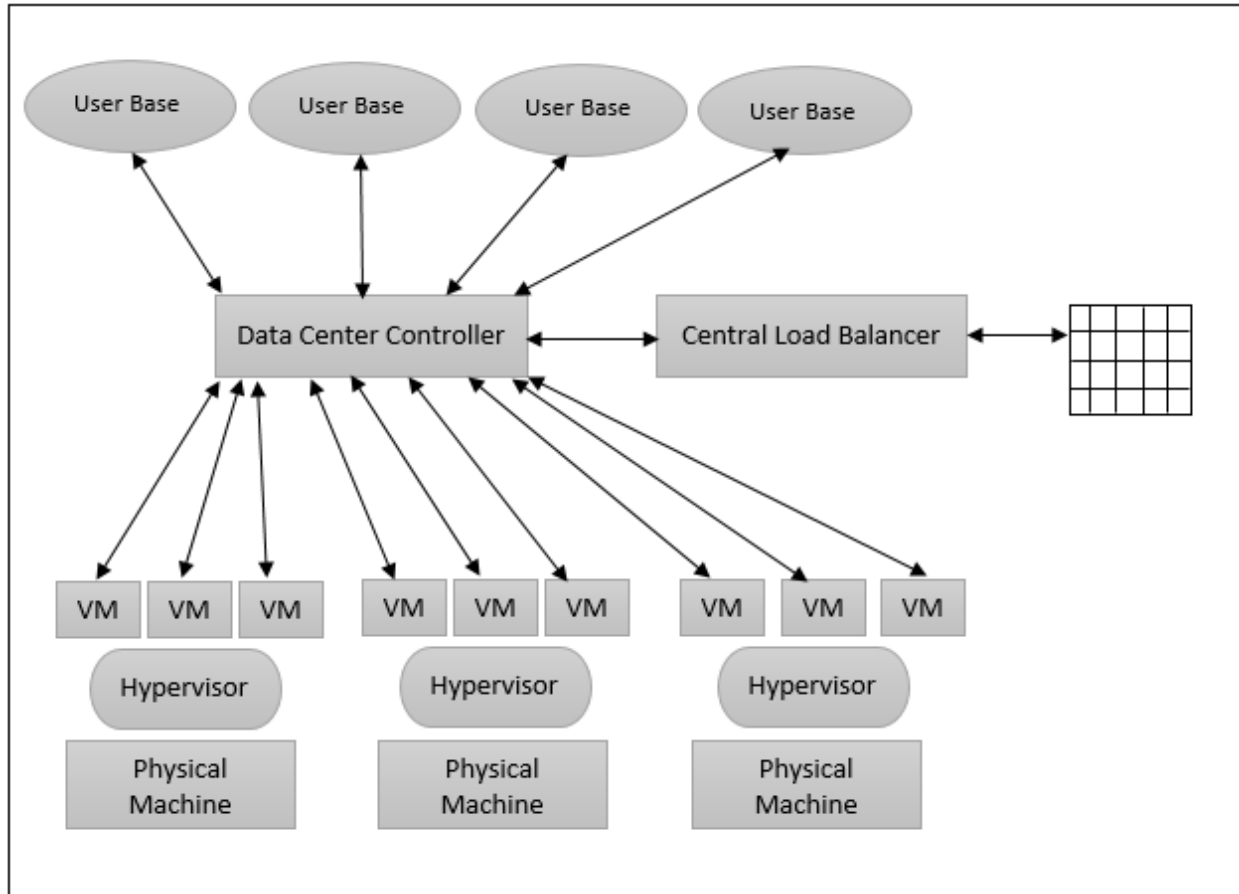 User Base
User Base
User Base
User Base
Data Center Controller
Central Load Balancer
VM
VM
VM
VM
VM
VM
VM
VM
VM
Hypervisor
Hypervisor
Hypervisor
Physical
Machine
Physical
Machine
Physical
Machine